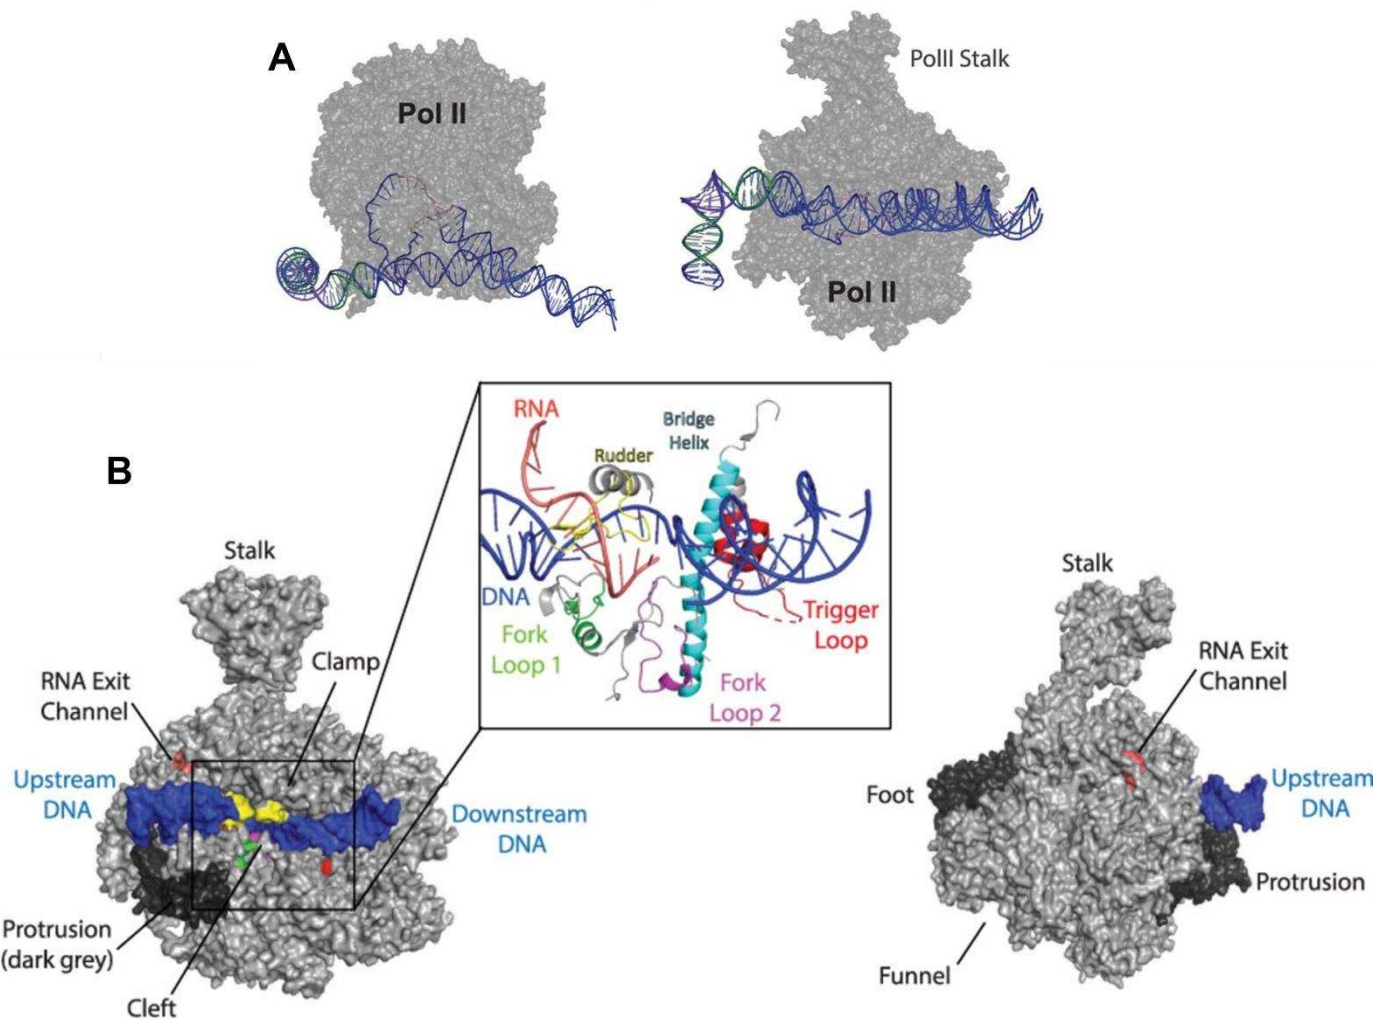 A
Pol II
PolII Stalk
Pol II
B
RNA
Rudder
Bridge
Helix
DNA
Fork
Loop 1
Trigger
Loop
Fork
Loop 2
Stalk
Clamp
RNA Exit
Channel
Upstream
DNA
Downstream
DNA
Protrusion
(dark grey)
Cleft
Stalk
RNA Exit
Channel
Foot
Upstream
DNA
Protrusion
Funnel